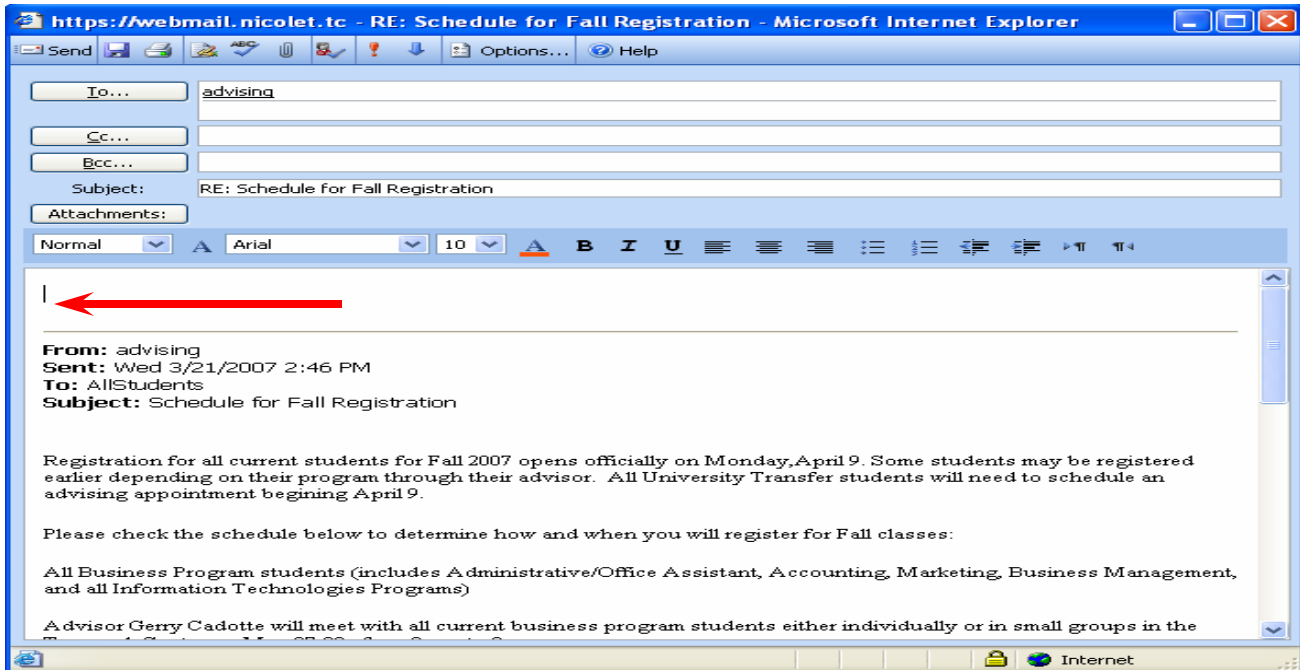 https://webmail.nicolet.tc - RE: Schedule for Fall Registration - Microsoft Internet Explorer
Send Options... Help
To... advising
Cc...
Bcc...
Subject: RE: Schedule for Fall Registration
Attachments:
Normal A Arial 10 A B I U
From: advising
Sent: Wed 3/21/2007 2:46 PM
To: AllStudents
Subject: Schedule for Fall Registration
Registration for all current students for Fall 2007 opens officially on Monday,April 9. Some students may be registered
earlier depending on their program through their advisor. All University Transfer students will need to schedule an
advising appointment begining April 9.
Please check the schedule below to determine how and when you will register for Fall classes:
All Business Program students (includes Administrative/Office Assistant, Accounting, Marketing, Business Management,
and all Information Technologies Programs)
Advisor Gerry Cadotte will meet with all current business program students either individually or in small groups in the
Internet